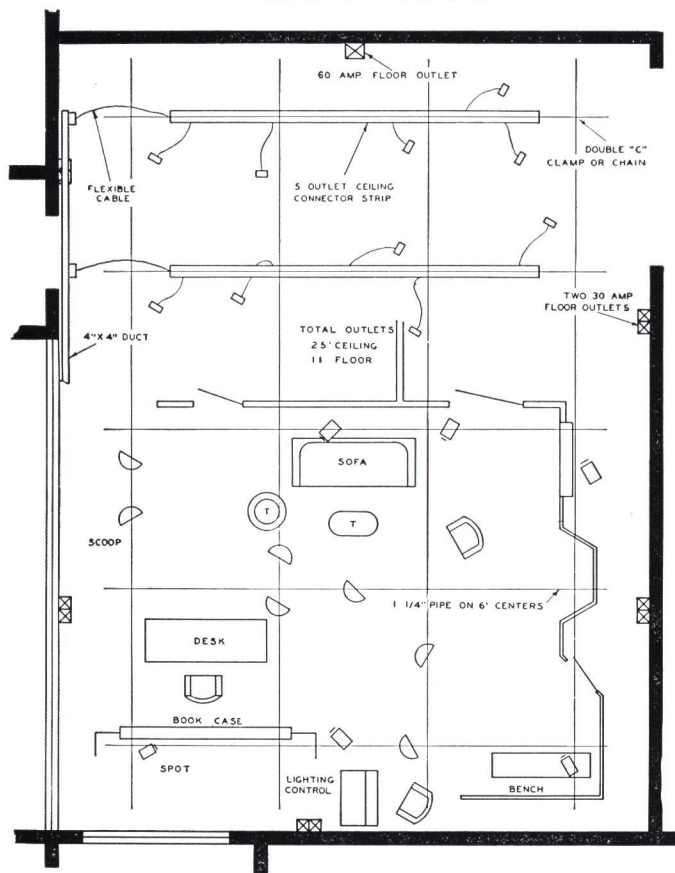 60 AMP. FLOOR OUTLET
DOUBLE "C"
CLAMP OR CHAIN
FLEXIBLE
CABLE
5 OUTLET CEILING
CONNECTOR STRIP
TWO 30 AMP
FLOOR OUTLETS
4"X4" DUCT
TOTAL OUTLETS
25 CEILING
11 FLOOR
SOFA
T
T
SCOOP
1 1/4" PIPE ON 6' CENTERS
DESK
BOOK CASE
SPOT
LIGHTING
CONTROL
BENCH